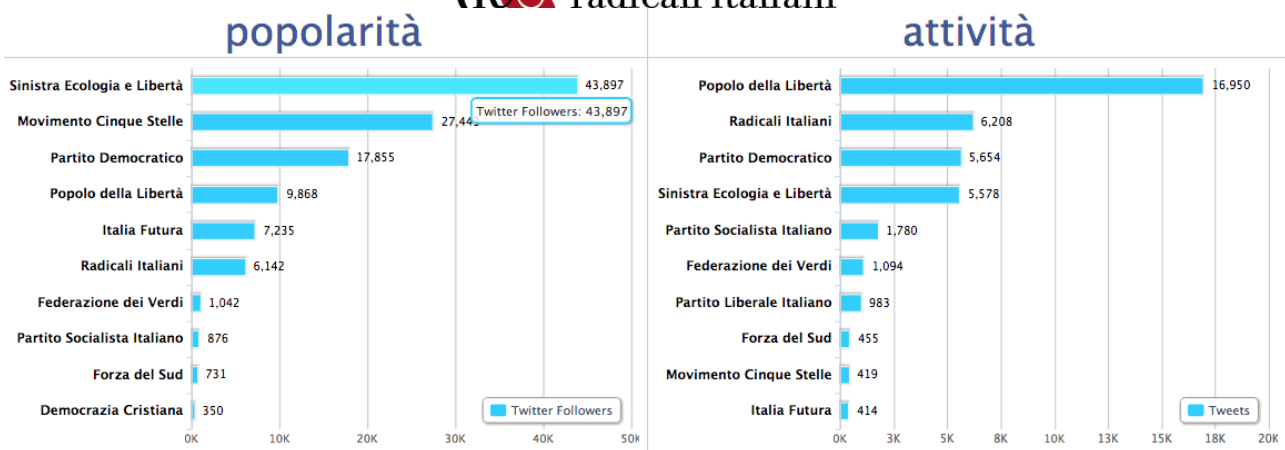 radicali italiani
popolarità
Sinistra Ecologia e Libertà 43,897
Twitter Followers: 43,897
Movimento Cinque Stelle
Partito Democratico 17,855
Popolo della Libertà 9,868
Italia Futura 7,235
Radicali Italiani 6,142
Federazione dei Verdi 1,042
Partito Socialista Italiano 876
Forza del Sud 731
Democrazia Cristiana 350
Twitter Followers
0K 10K 20K 30K 40K 50K
attività
Popolo della Libertà 16,950
Radicali Italiani 6,208
Partito Democratico 5,654
Sinistra Ecologia e Libertà 5,578
Partito Socialista Italiano 1,780
Federazione dei Verdi 1,094
Partito Liberale Italiano 983
Forza del Sud 455
Movimento Cinque Stelle 419
Italia Futura 414
Tweets
0K 3K 5K 8K 10K 13K 15K 18K 20K